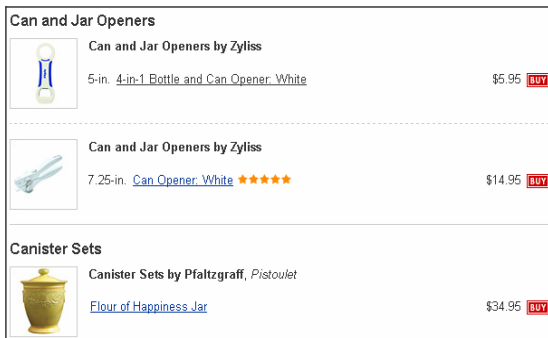 Can and Jar Openers
Can and Jar Openers by Zyliss
5-in. 4-in-1 Bottle and Can Opener: White $5.95 BUY
Can and Jar Openers by Zyliss
7.25-in. Can Opener: White $14.95 BUY
Canister Sets
Canister Sets by Pfaltzgraff, Pistoulet
Flour of Happiness Jar $34.95 BUY